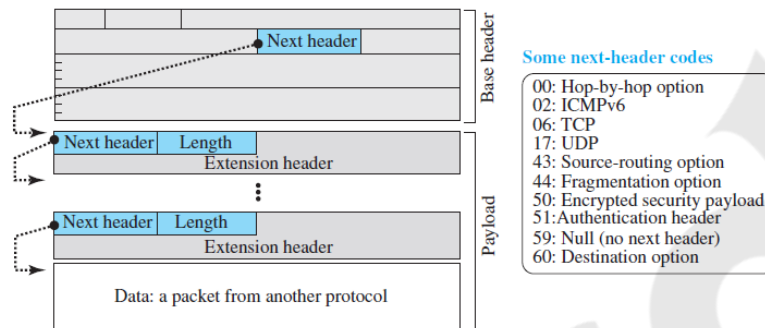 Next header
Base header
Next header Length
Extension header
Next header Length
Extension header
Data: a packet from another protocol
Payload
Some next-header codes
00: Hop-by-hop option
02: ICMPv6
06: TCP
17: UDP
43: Source-routing option
44: Fragmentation option
50: Encrypted security payload
51:Authentication header
59: Null (no next header)
60: Destination option